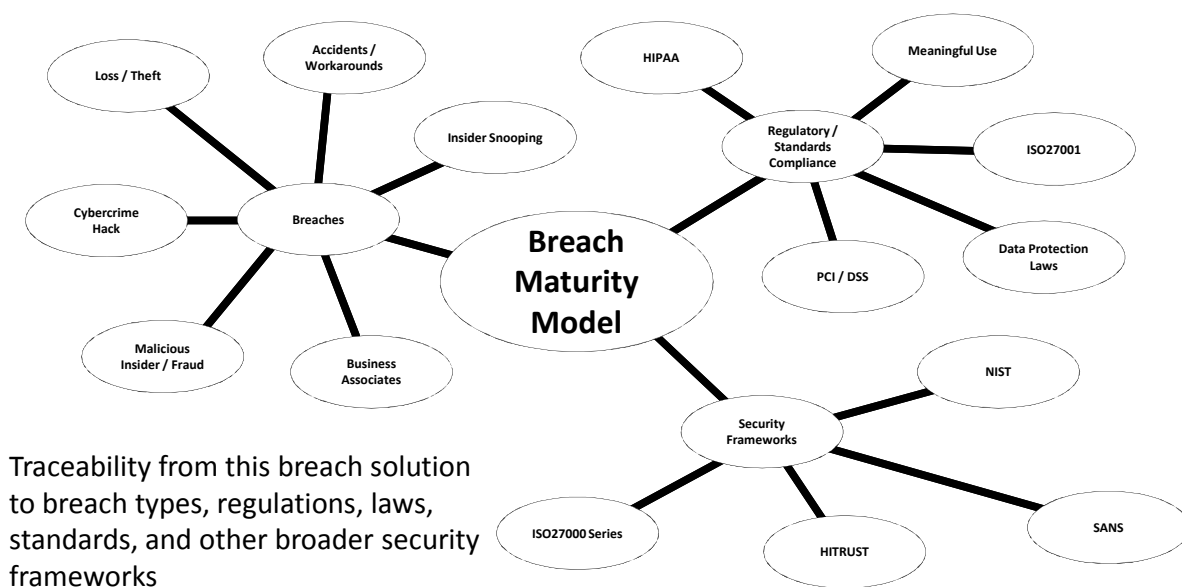 Accidents /
Workarounds
Loss / Theft
Insider Snooping
Cybercrime
Hack
Breaches
Malicious
Insider / Fraud
Business
Associates
Breach
Maturity
Model
HIPAA
Meaningful Use
Regulatory /
Standards
Compliance
ISO27001
Data Protection
Laws
PCI / DSS
NIST
Security
Frameworks
ISO27000 Series
HITRUST
SANS
Traceability from this breach solution
to breach types, regulations, laws,
standards, and other broader security
frameworks